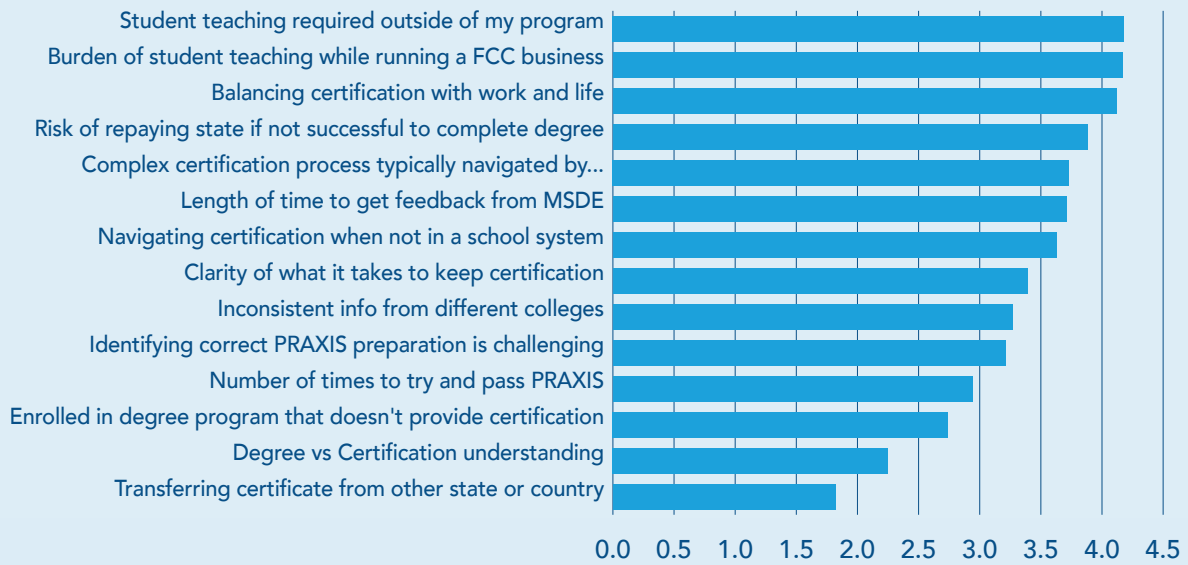 Student teaching required outside of my program
Burden of student teaching while running a FCC business
Balancing certification with work and life
Risk of repaying state if not successful to complete degree
Complex certification process typically navigated by...
Length of time to get feedback from MSDE
Navigating certification when not in a school system
Clarity of what it takes to keep certification
Inconsistent info from different colleges
Identifying correct PRAXIS preparation is challenging
Number of times to try and pass PRAXIS
Enrolled in degree program that doesn't provide certification
Degree vs Certification understanding
Transferring certificate from other state or country
0.0 0.5 1.0 1.5 2.0 2.5 3.0 3.5 4.0 4.5